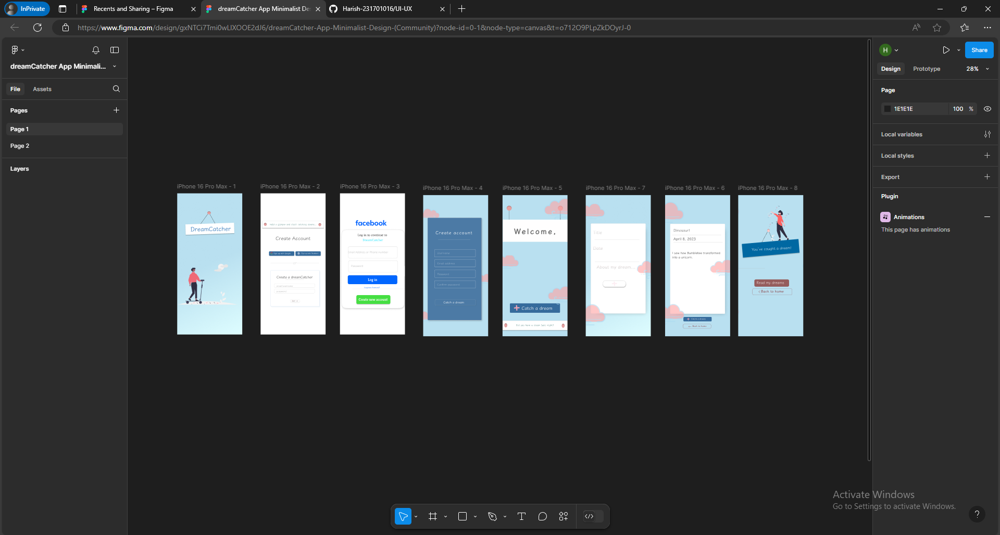 InPrivate
Recents and Sharing – Figma
dreamCatcher App Minimalist De
Harish-231701016/UI-UX
https://www.figma.com/design/gxNTCi7Tmi0wLIXOOE2dJ6/dreamCatcher-App-Minimalist-Design-(Community)?node-id=0-1&node-type=canvas&t=o712O9PLpZkDOyrJ-0
dreamCatcher App Minimali...
File
Assets
Pages
Page 1
Page 2
Layers
iPhone 16 Pro Max - 1
DreamCatcher
iPhone 16 Pro Max - 2
Create Account
Create a dreamCatcher
iPhone 16 Pro Max - 3
facebook
Log in to continue to
DreamCatcher
Email address or Phone number
Password
Log in
Create new account
iPhone 16 Pro Max - 4
Create account
Username
Email address
Password
Confirm password
Catch a dream
iPhone 16 Pro Max - 5
Welcome,
Catch a dream
Did you have a dream last night?
iPhone 16 Pro Max - 7
Title
Date
About my dream...
iPhone 16 Pro Max - 6
Dinosaur!
April 8, 2023
I saw how Bumblebee transformed
into a unicorn.
Catch a dream
Back to home
iPhone 16 Pro Max - 8
You've caught a dream!
Read my dreams
Back to home
H
Share
Design
Prototype
28%
Page
1E1E1E
100 %
Local variables
Local styles
Export
Plugin
Animations
This page has animations
Activate Windows
Go to Settings to activate Windows.
?